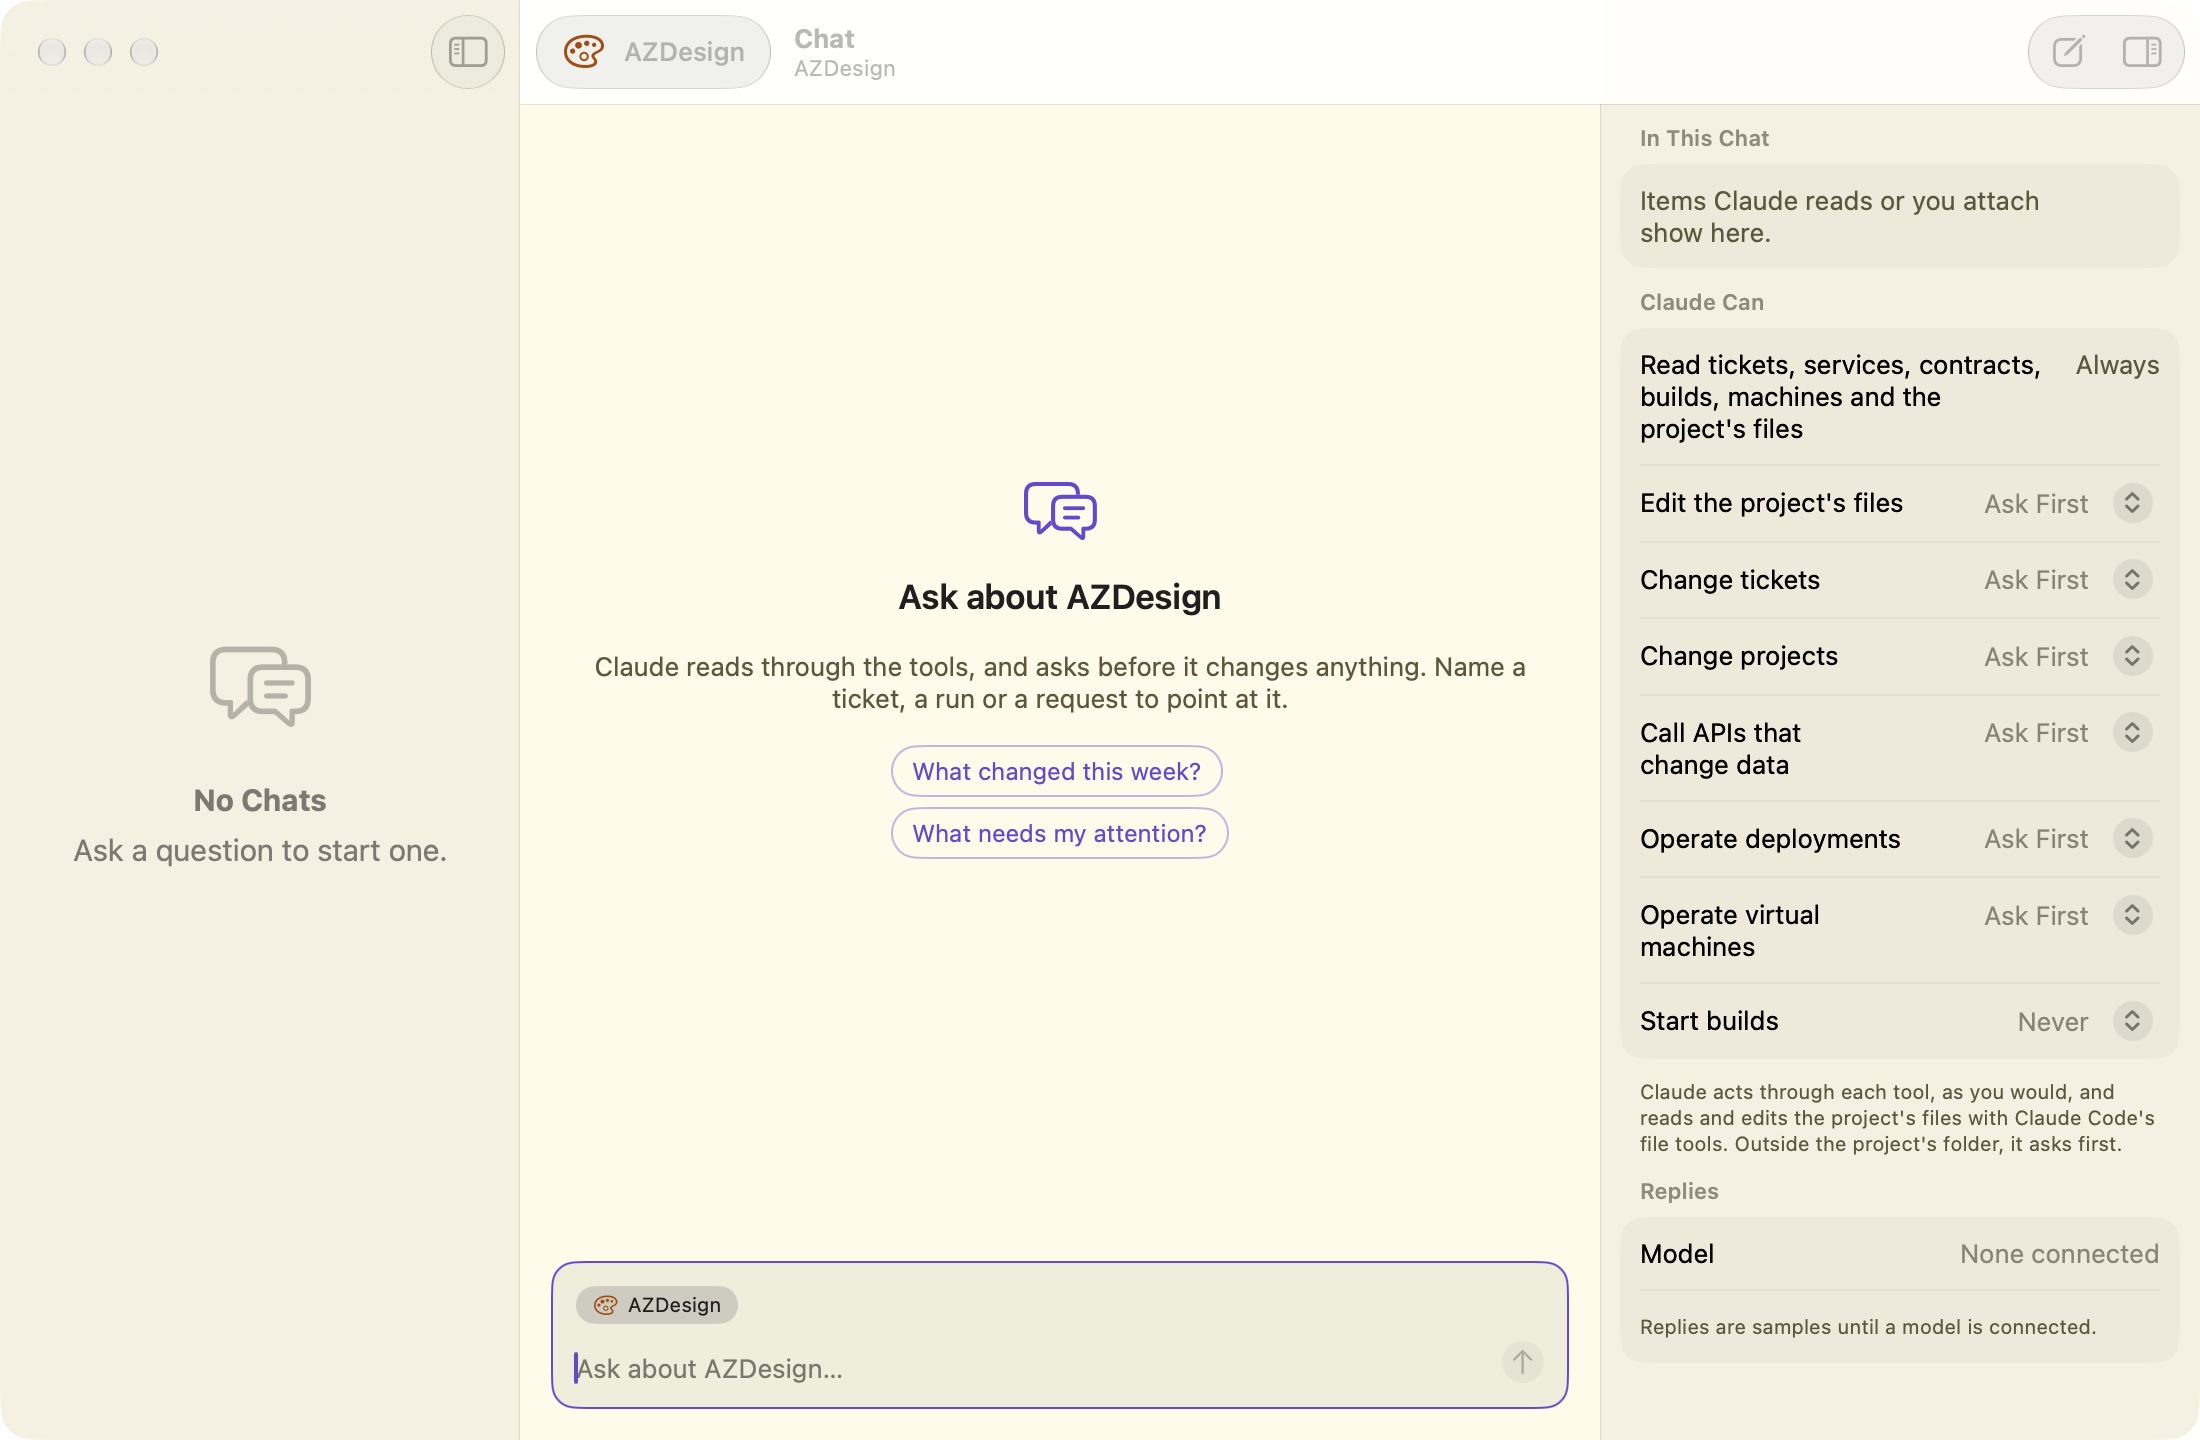 AZDesign
Chat
AZDesign
No Chats
Ask a question to start one.
Ask about AZDesign
Claude reads through the tools, and asks before it changes anything. Name a
ticket, a run or a request to point at it.
What changed this week?
What needs my attention?
AZDesign
Ask about AZDesign...
In This Chat
Items Claude reads or you attach
show here.
Claude Can
Read tickets, services, contracts, Always
builds, machines and the
project's files
Edit the project's files Ask First
Change tickets Ask First
Change projects Ask First
Call APIs that Ask First
change data
Operate deployments Ask First
Operate virtual Ask First
machines
Start builds Never
Claude acts through each tool, as you would, and
reads and edits the project's files with Claude Code's
file tools. Outside the project's folder, it asks first.
Replies
Model None connected
Replies are samples until a model is connected.